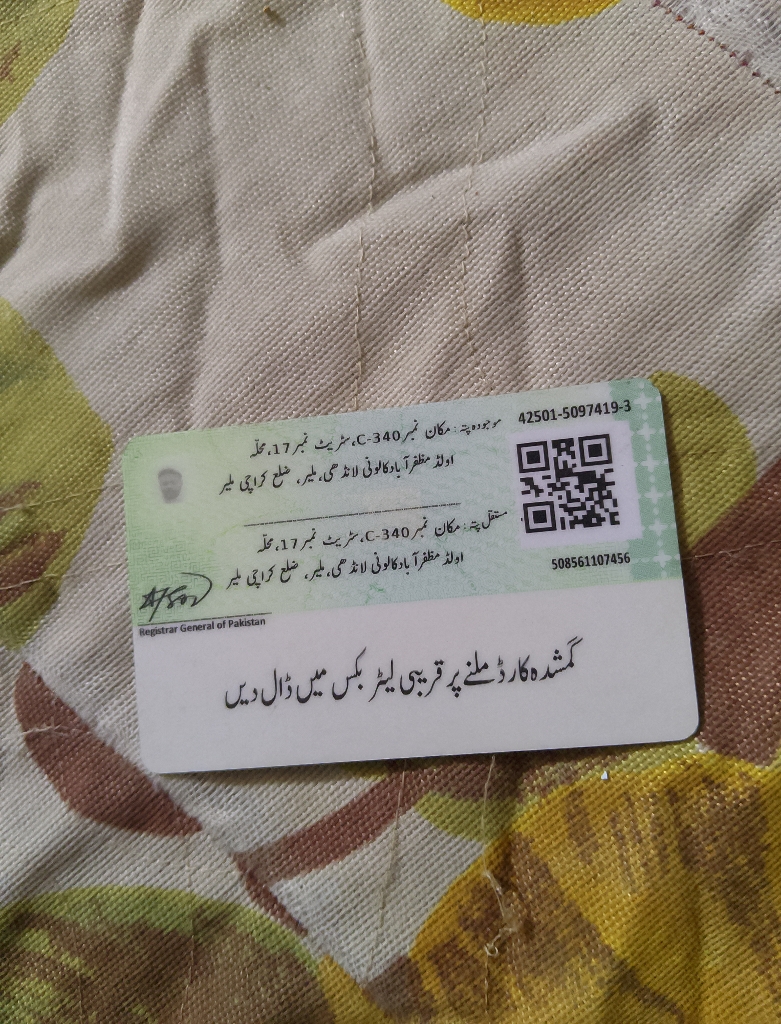 42501-5097419-3
موجودہ پتہ: مکان نمبر C-340، سٹریٹ نمبر 17، محلّہ
اولڈ مظفر آباد کالونی لانڈھی، ملیر، ضلع کراچی ملیر
مستقل پتہ: مکان نمبر C-340، سٹریٹ نمبر 17، محلّہ
اولڈ مظفر آباد کالونی لانڈھی، ملیر، ضلع کراچی ملیر
508561107456
Registrar General of Pakistan
گمشدہ کارڈ ملنے پر قریبی لیٹر بکس میں ڈال دیں